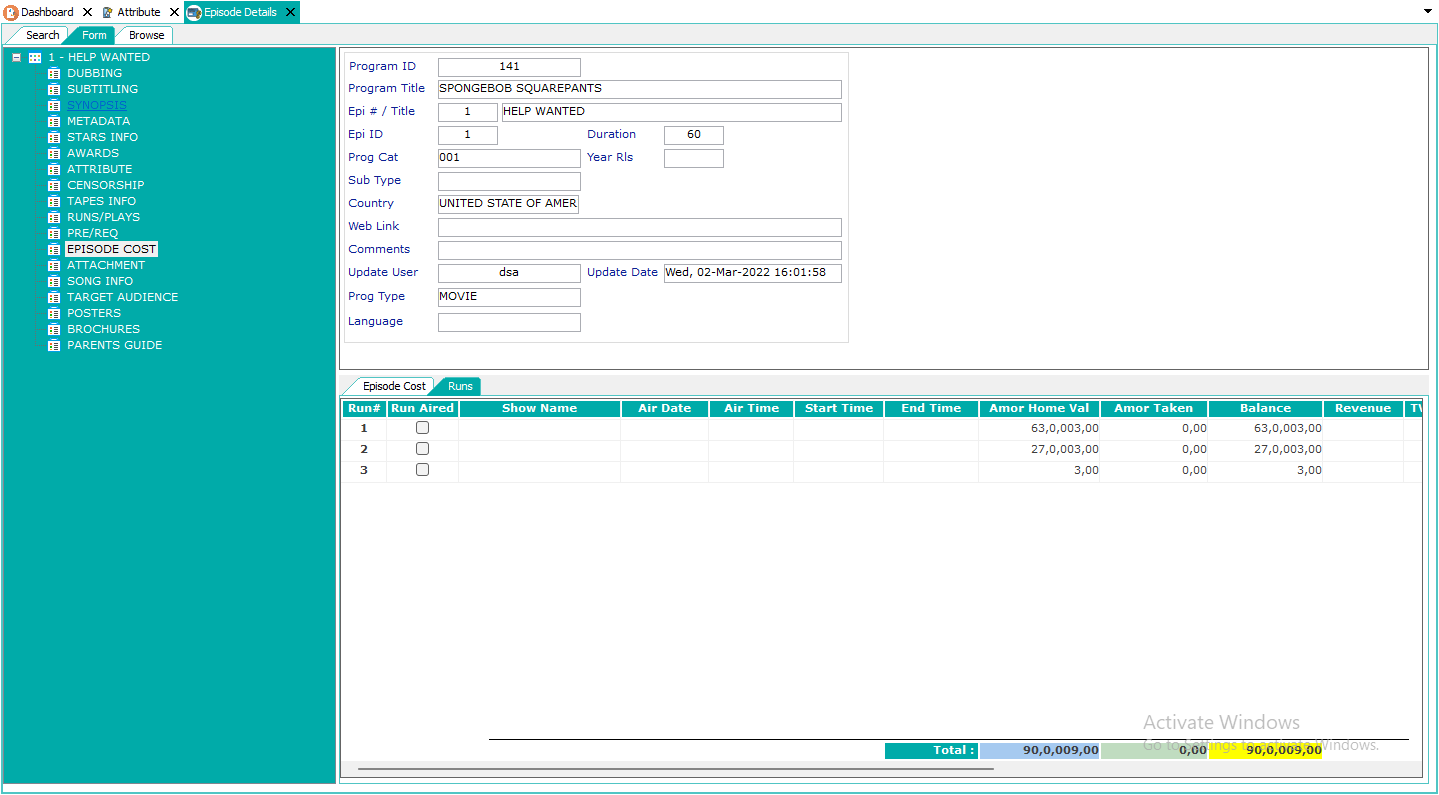 Dashboard Attribute Episode Details
Search Form Browse
1 - HELP WANTED
DUBBING
SUBTITLING
SYNOPSIS
METADATA
STARS INFO
AWARDS
ATTRIBUTE
CENSORSHIP
TAPES INFO
RUNS/PLAYS
PRE/REQ
EPISODE COST
ATTACHMENT
SONG INFO
TARGET AUDIENCE
POSTERS
BROCHURES
PARENTS GUIDE
Program ID 141
Program Title SPONGEBOB SQUAREPANTS
Epi # / Title 1 HELP WANTED
Epi ID 1 Duration 60
Prog Cat 001 Year Rls
Sub Type
Country UNITED STATE OF AMER
Web Link
Comments
Update User dsa Update Date Wed, 02-Mar-2022 16:01:58
Prog Type MOVIE
Language
Episode Cost Runs
Run# Run Aired Show Name Air Date Air Time Start Time End Time Amor Home Val Amor Taken Balance Revenue
1 63,0,003,00 0,00 63,0,003,00
2 27,0,003,00 0,00 27,0,003,00
3 3,00 0,00 3,00
Activate Windows
Go to Settings to activate Windows.
Total : 90,0,009,00 0,00 90,0,009,00